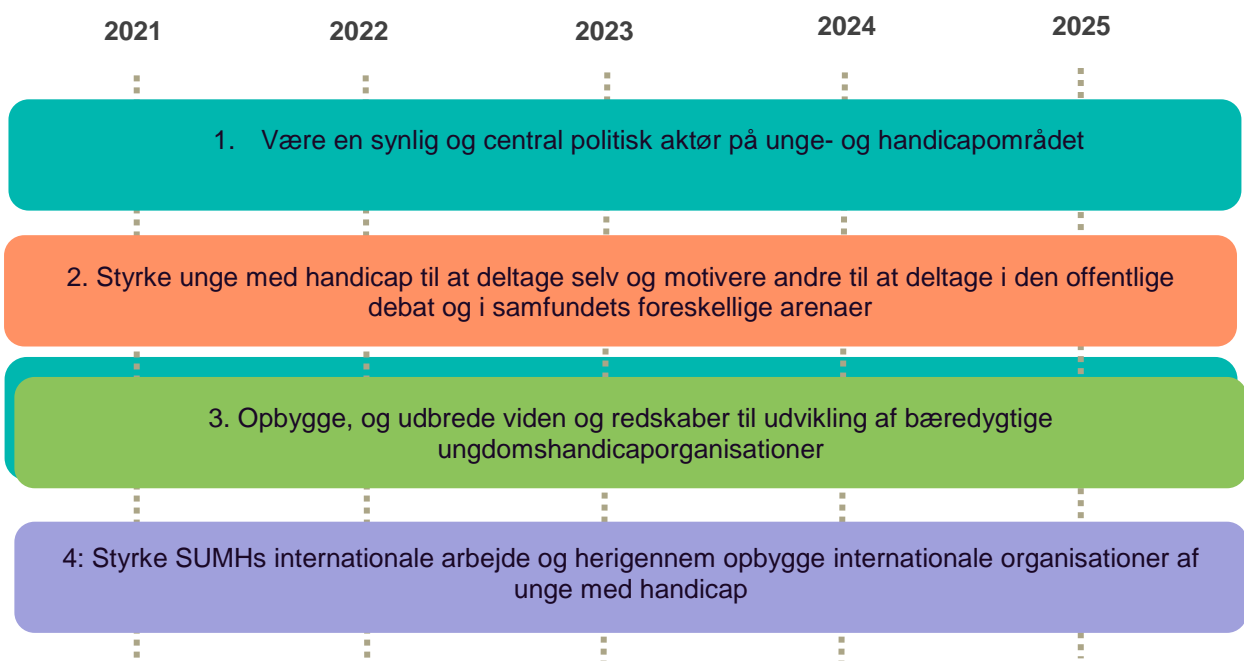 2021 2022 2023 2024 2025
1. Være en synlig og central politisk aktør på unge- og handicapområdet
2. Styrke unge med handicap til at deltage selv og motivere andre til at deltage i den offentlige
debat og i samfundets foreskellige arenaer
3. Opbygge, og udbrede viden og redskaber til udvikling af bæredygtige
ungdomshandicaporganisationer
4: Styrke SUMHs internationale arbejde og herigennem opbygge internationale organisationer af
unge med handicap